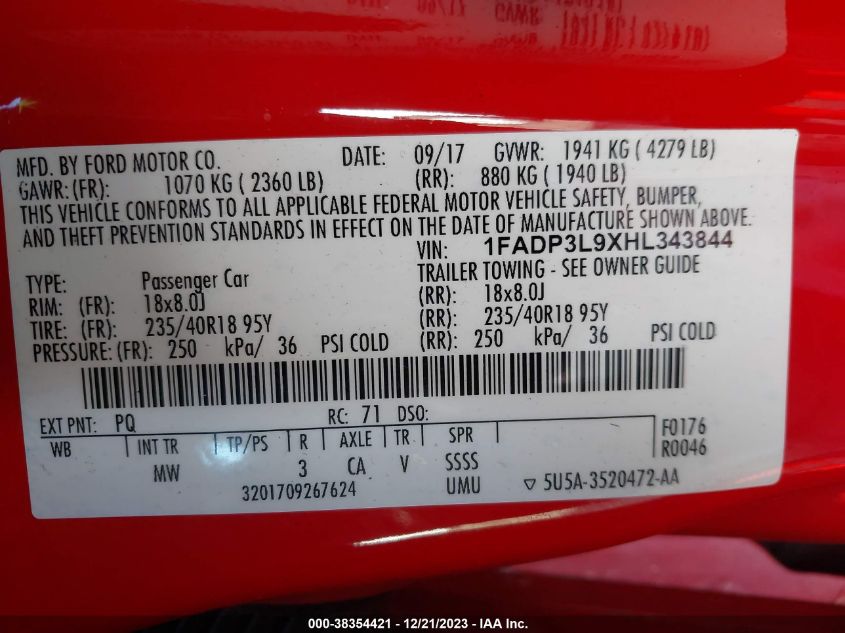 MFD. BY FORD MOTOR CO. DATE: 09/17 GVWR: 1941 KG ( 4279 LB)
GAWR: (FR): 1070 KG ( 2360 LB) (RR): 880 KG ( 1940 LB)
THIS VEHICLE CONFORMS TO ALL APPLICABLE FEDERAL MOTOR VEHICLE SAFETY, BUMPER,
AND THEFT PREVENTION STANDARDS IN EFFECT ON THE DATE OF MANUFACTURE SHOWN ABOVE.
VIN: 1FADP3L9XHL343844
TYPE: Passenger Car TRAILER TOWING - SEE OWNER GUIDE
RIM: (FR): 18x8.0J (RR): 18x8.0J
TIRE: (FR): 235/40R18 95Y (RR): 235/40R18 95Y
PRESSURE: (FR): 250 kPa/ 36 PSI COLD (RR): 250 kPa/ 36 PSI COLD
EXT PNT: PQ RC: 71 DSO:
WB INT TR TP/PS R AXLE TR SPR F0176
MW 3 CA V SSSS R0046
3201709267624 UMU ▽ 5U5A-3520472-AA
000-38354421 - 12/21/2023 - IAA Inc.